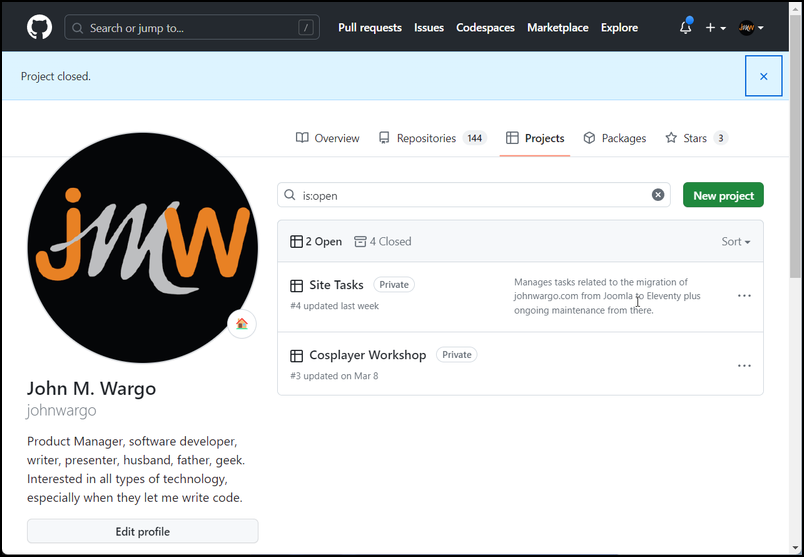 Search or jump to...
/
Pull requests Issues Codespaces Marketplace Explore
Project closed.
Overview Repositories 144 Projects Packages Stars 3
jMW
is:open
New project
2 Open 4 Closed
Sort
Site Tasks Private
#4 updated last week
Manages tasks related to the migration of
johnwargo.com from Joomla to Eleventy plus
ongoing maintenance from there.
Cosplayer Workshop Private
#3 updated on Mar 8
John M. Wargo
johnwargo
Product Manager, software developer,
writer, presenter, husband, father, geek.
Interested in all types of technology,
especially when they let me write code.
Edit profile